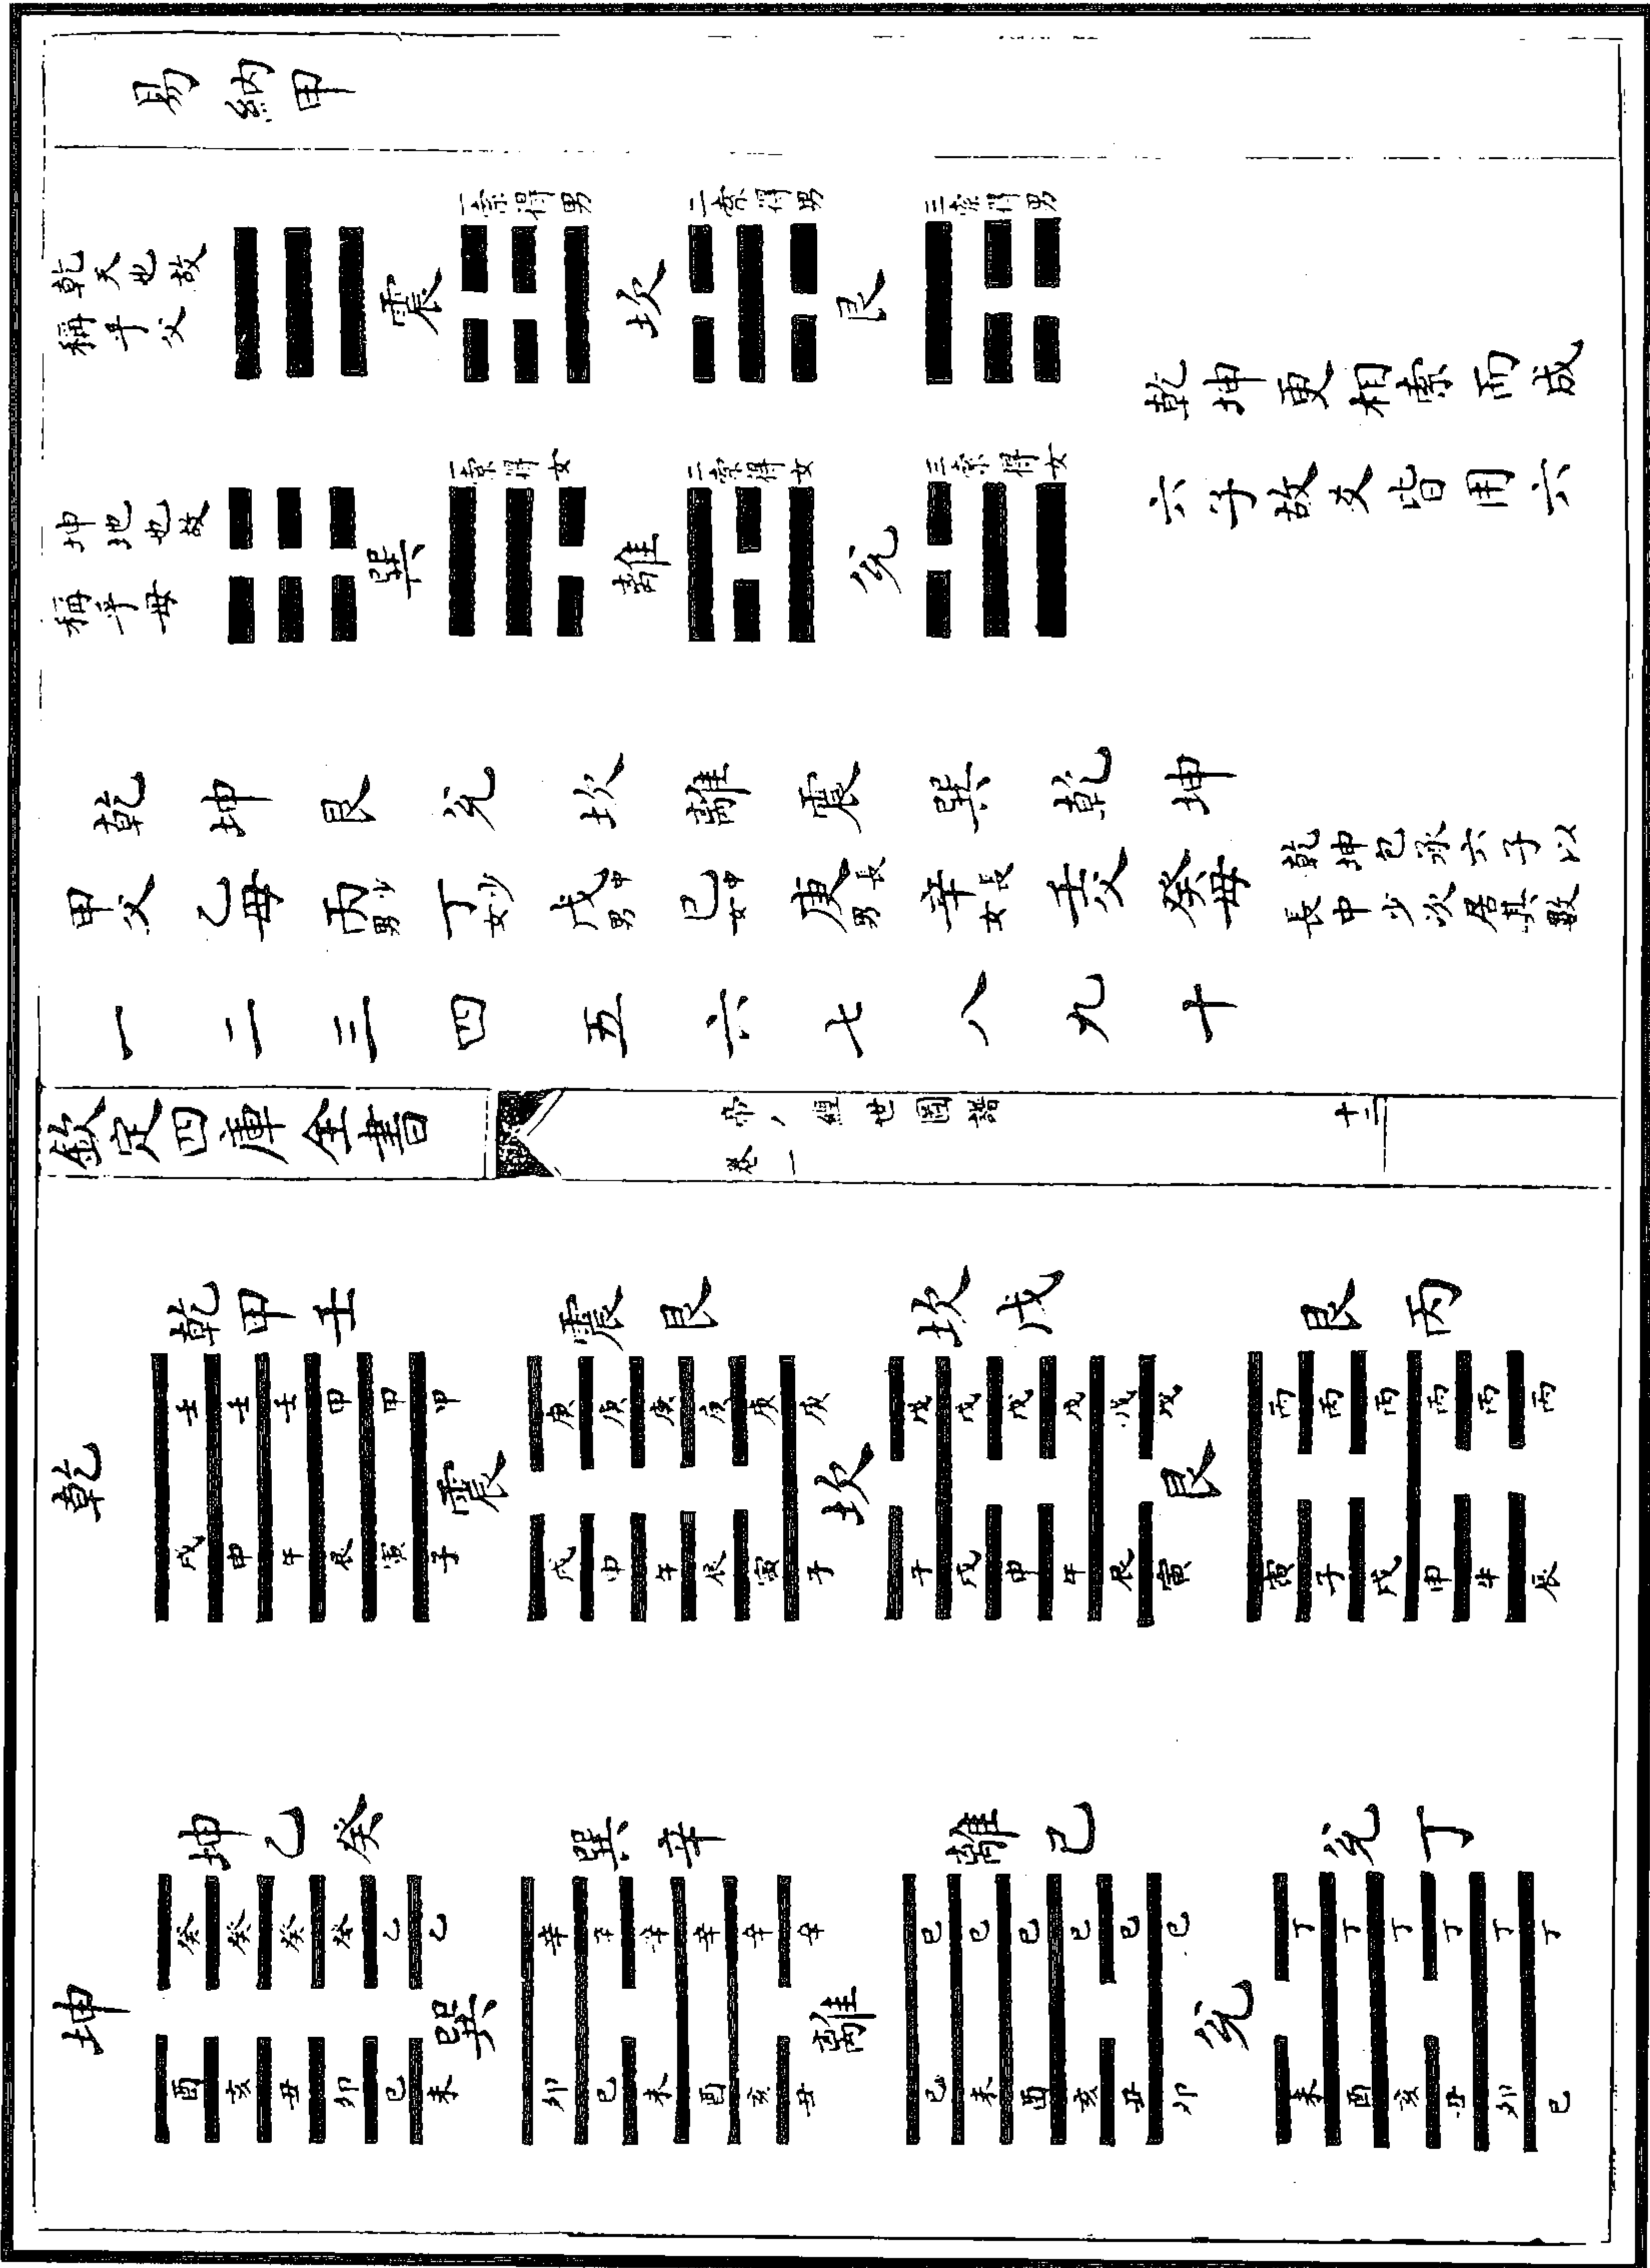 易納甲
乾天也故
稱乎父
震
一索得男
坎
二索得男
艮
三索得男
坤地也故
稱乎母
巽
一索得女
離
二索得女
兌
三索得女
乾坤更相索而成
六子故爻皆用六
乾 坤 艮 兌 坎 離 震 巽 乾 坤
甲父 乙母 丙少男 丁少女 戊中男 己中女 庚長男 辛長女 壬父 癸母
一 二 三 四 五 六 七 八 九 十
乾坤包承六子以
長中少次居其數
欽定四庫全書
經世圖譜
卷一
乾甲壬
震艮
坎戊
艮丙
乾
壬壬壬甲甲甲
戌申午辰寅子
震
庚庚庚庚庚庚
戌申午辰寅子
坎
戊戊戊戊戊戊
子戌申午辰寅
艮
丙丙丙丙丙丙
寅子戌申午辰
坤乙癸
巽辛
離己
兌丁
坤
癸癸癸癸乙乙
酉亥丑卯巳未
巽
辛辛辛辛辛辛
卯巳未酉亥丑
離
己己己己己己
巳未酉亥丑卯
兌
丁丁丁丁丁丁
未酉亥丑卯巳